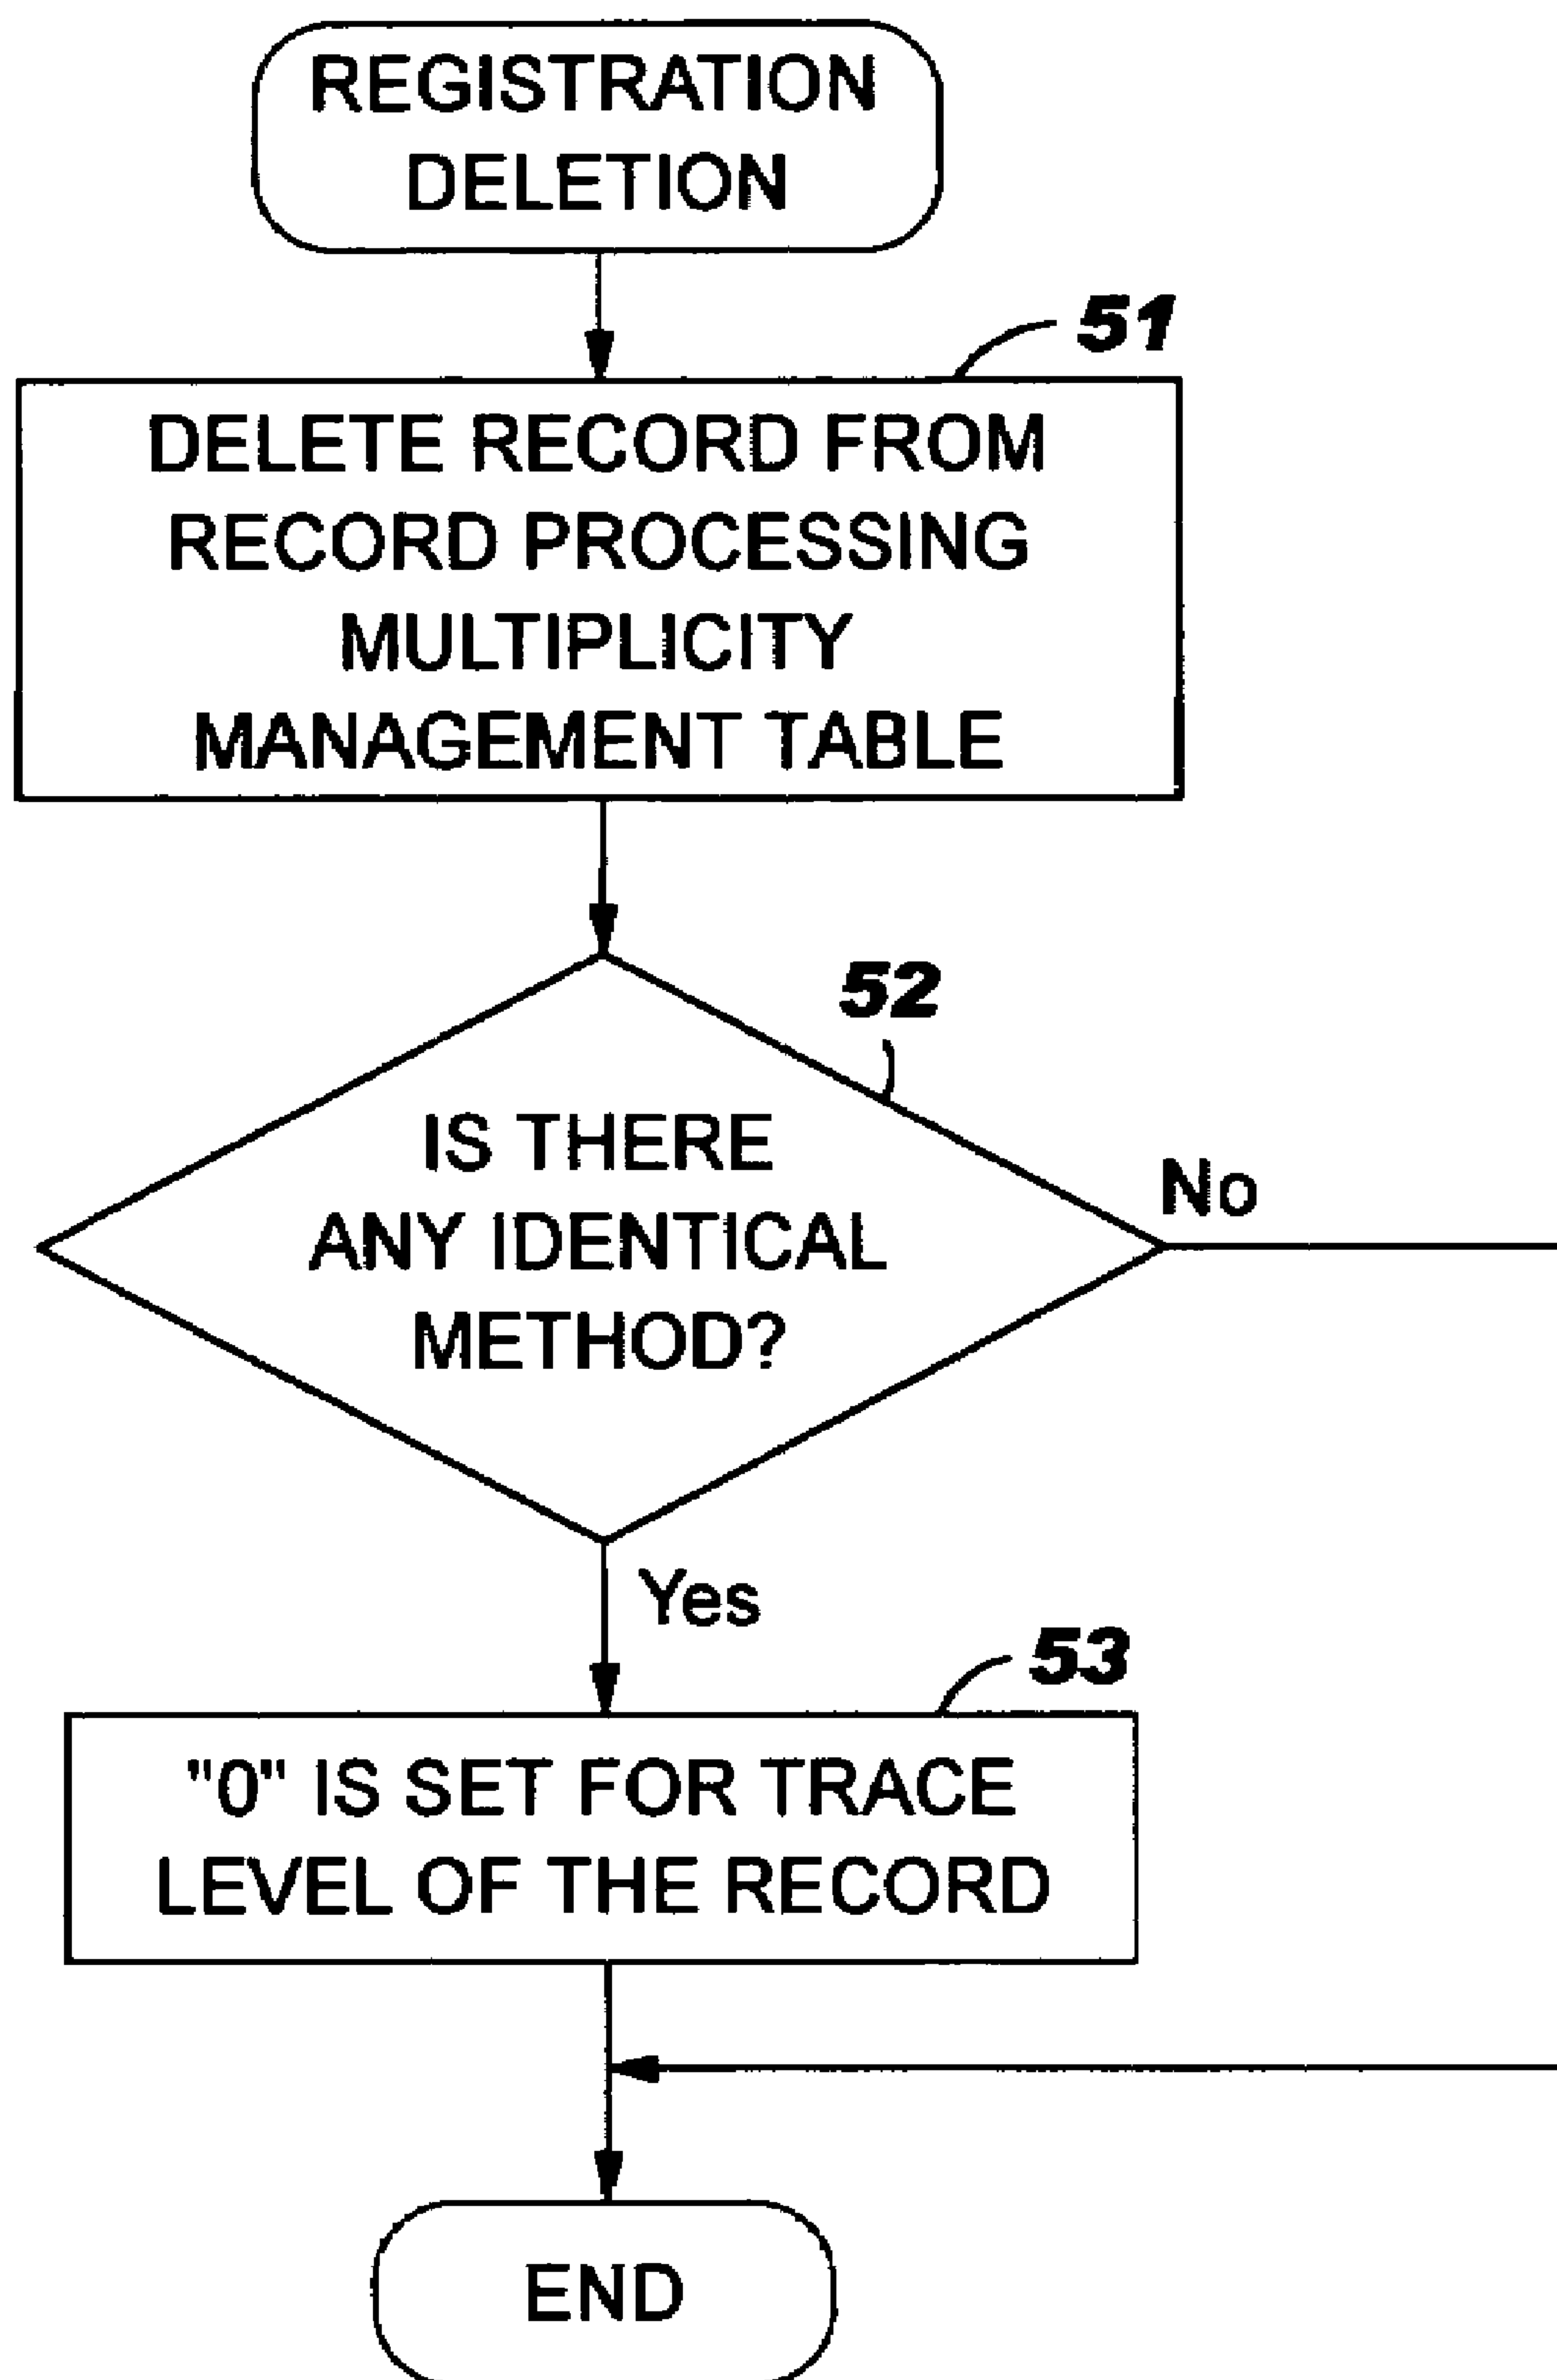 REGISTRATION
DELETION
51
DELETE RECORD FROM
RECORD PROCESSING
MULTIPLICITY
MANAGEMENT TABLE
52
IS THERE
ANY IDENTICAL
METHOD?
No
Yes
53
"0" IS SET FOR TRACE
LEVEL OF THE RECORD
END